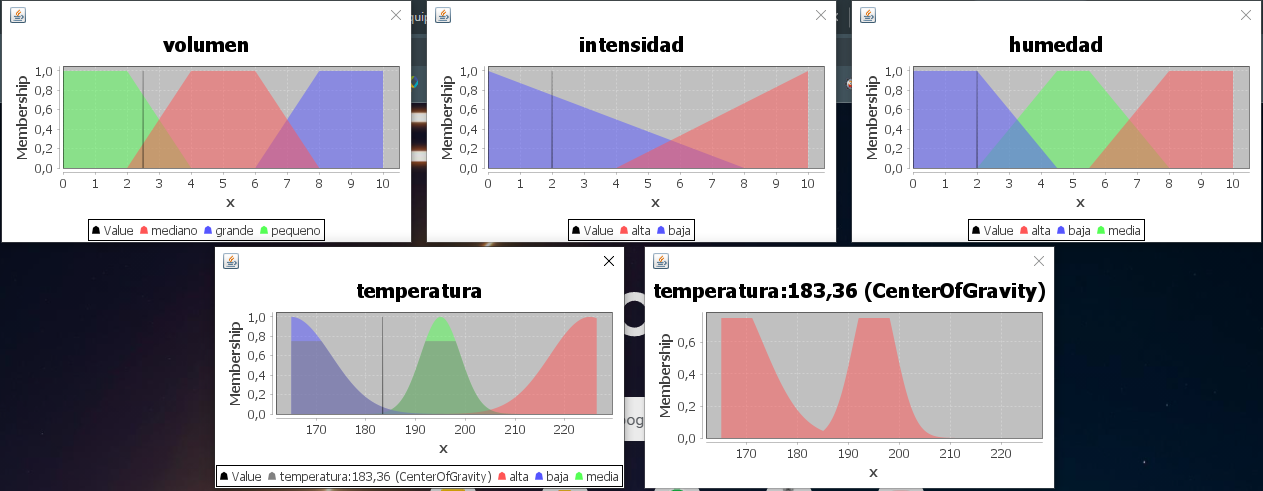 quip
volumen
1,0
0,8
0,6
0,4
0,2
0,0
Membership
0 1 2 3 4 5 6 7 8 9 10
x
Value mediano grande pequeno
intensidad
1,0
0,8
0,6
0,4
0,2
0,0
Membership
0 1 2 3 4 5 6 7 8 9 10
x
Value alta baja
humedad
1,0
0,8
0,6
0,4
0,2
0,0
Membership
0 1 2 3 4 5 6 7 8 9 10
x
Value alta baja media
temperatura
1,0
0,8
0,6
0,4
0,2
0,0
Membership
170 180 190 200 210 220
x
Value temperatura:183,36 (CenterOfGravity) alta baja media
oog
temperatura:183,36 (CenterOfGravity)
0,6
0,4
0,2
0,0
Membership
170 180 190 200 210 220
x